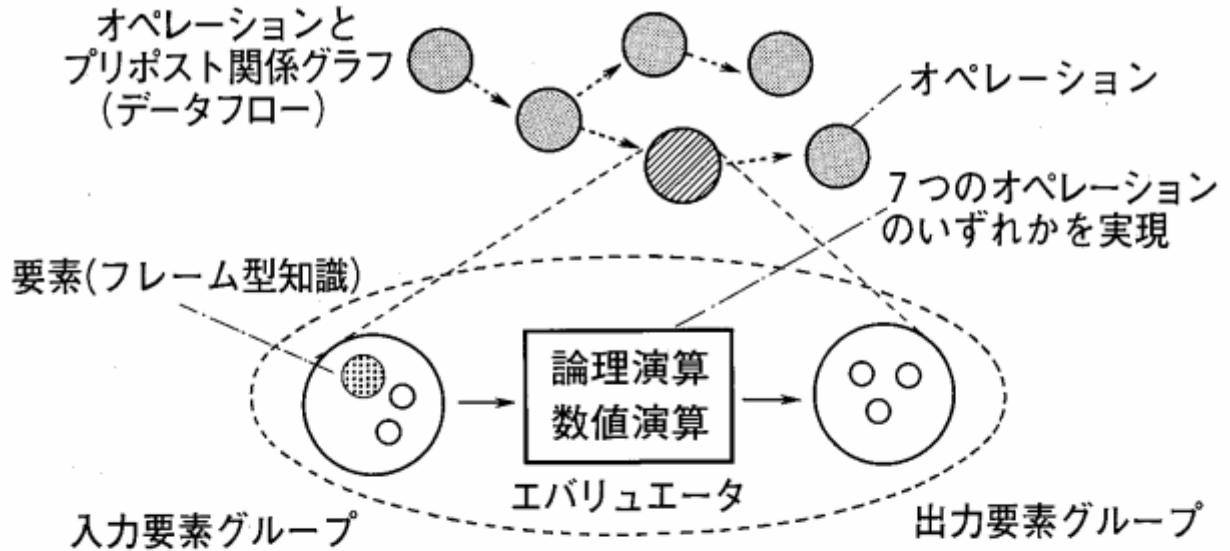 オペレーションと
プリポスト関係グラフ
(データフロー)
オペレーション
7つのオペレーション
のいずれかを実現
要素(フレーム型知識)
論理演算
数値演算
エバリュエータ
入力要素グループ
出力要素グループ